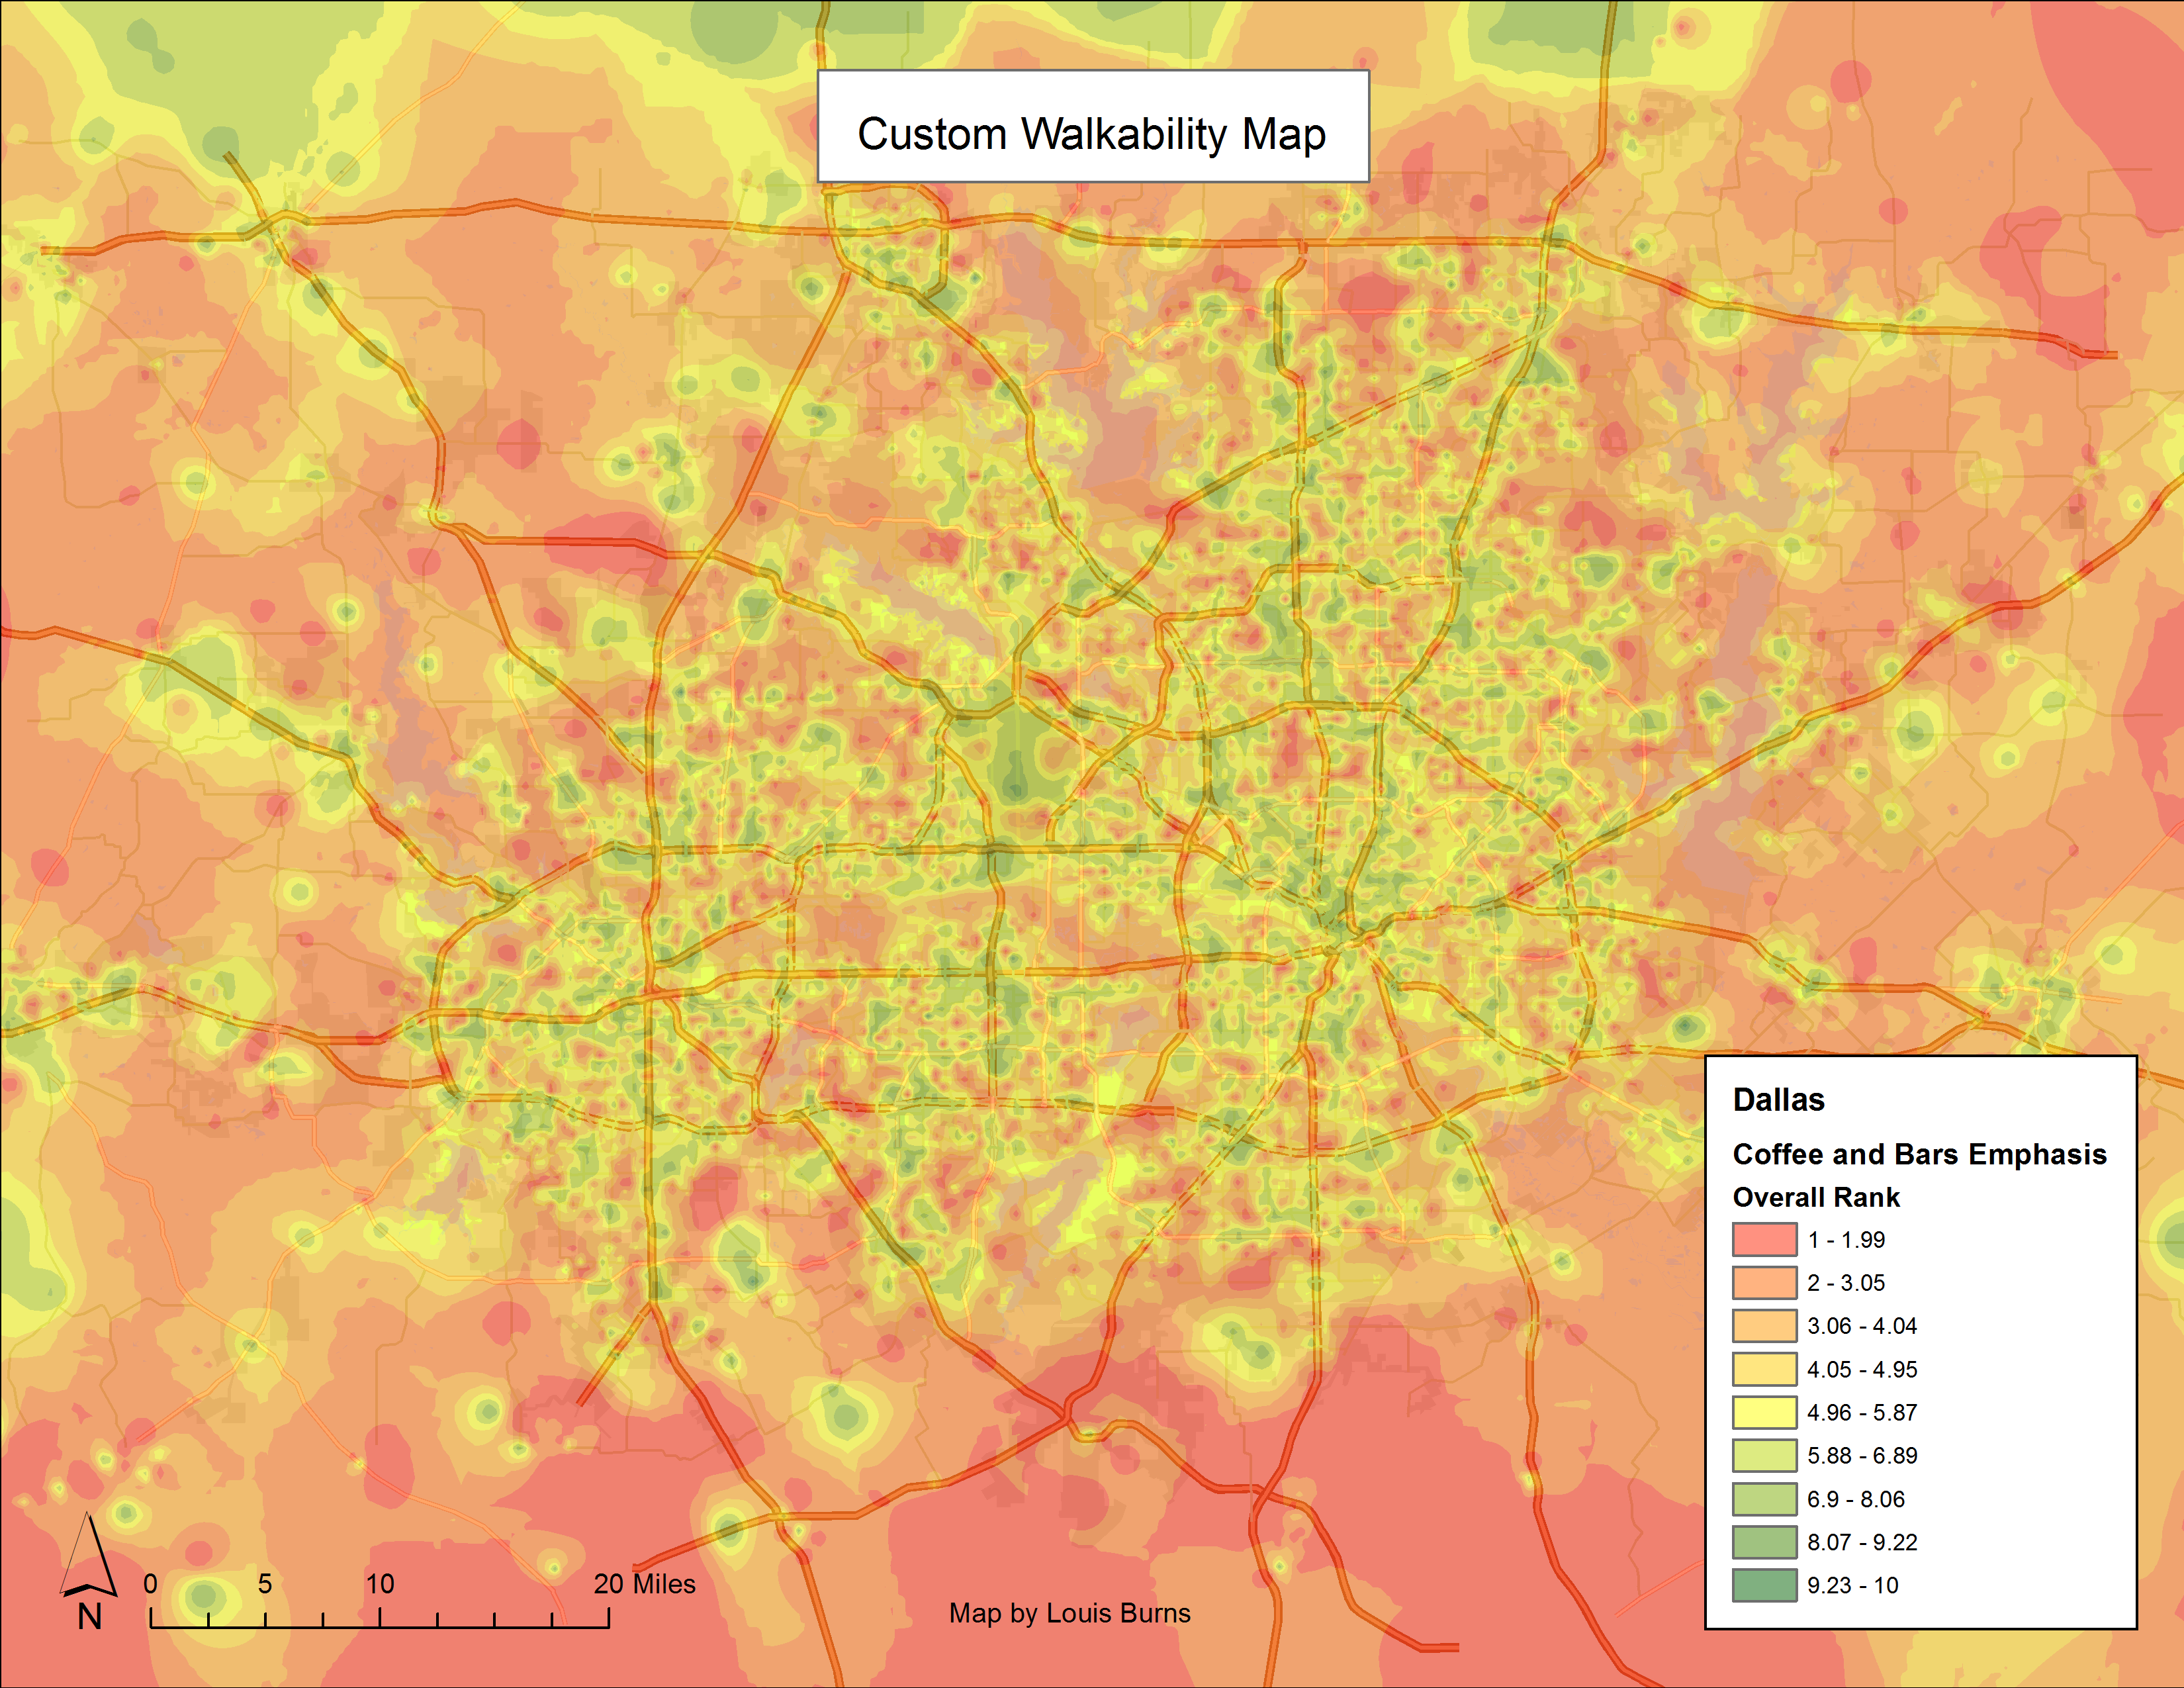 Custom Walkability Map
Dallas
Coffee and Bars Emphasis
Overall Rank
1 - 1.99
2 - 3.05
3.06 - 4.04
4.05 - 4.95
4.96 - 5.87
5.88 - 6.89
6.9 - 8.06
8.07 - 9.22
9.23 - 10
0 5 10 20 Miles
N
Map by Louis Burns